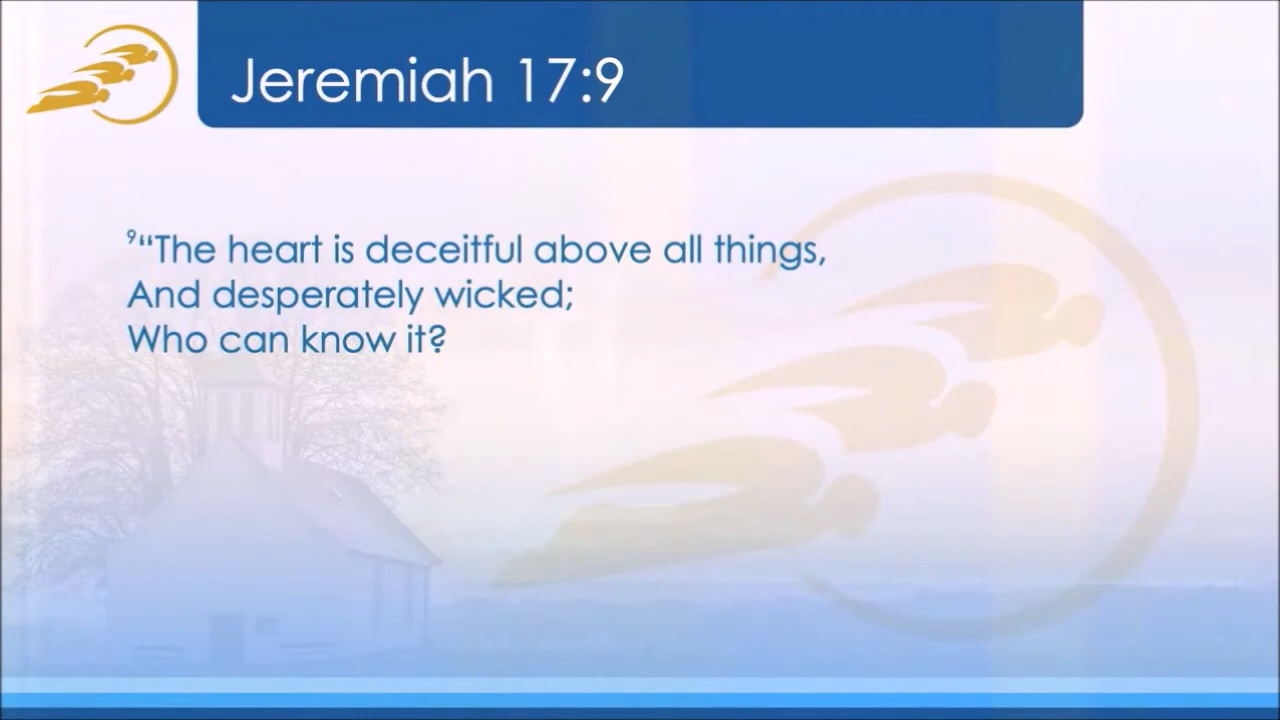 Jeremiah 17:9
⁹“The heart is deceitful above all things,
And desperately wicked;
Who can know it?